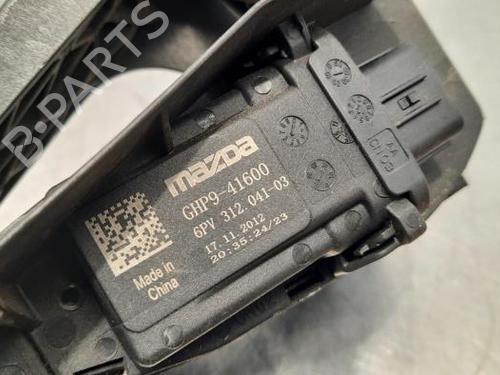 B-PARTS
mazda
GHP9-41600
6PV 312 041-03
17.11.2012
20:35:24/23
Made in
China